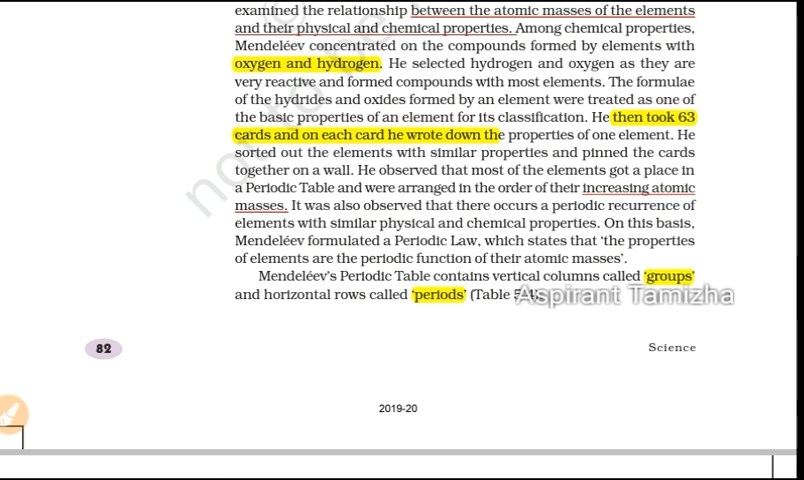 examined the relationship between the atomic masses of the elements
and their physical and chemical properties. Among chemical properties,
Mendeléev concentrated on the compounds formed by elements with
oxygen and hydrogen. He selected hydrogen and oxygen as they are
very reactive and formed compounds with most elements. The formulae
of the hydrides and oxides formed by an element were treated as one of
the basic properties of an element for its classification. He then took 63
cards and on each card he wrote down the properties of one element. He
sorted out the elements with similar properties and pinned the cards
together on a wall. He observed that most of the elements got a place in
a Periodic Table and were arranged in the order of their increasing atomic
masses. It was also observed that there occurs a periodic recurrence of
elements with similar physical and chemical properties. On this basis,
Mendeléev formulated a Periodic Law, which states that ‘the properties
of elements are the periodic function of their atomic masses’.
Mendeléev’s Periodic Table contains vertical columns called ‘groups’
and horizontal rows called ‘periods’ (Table
Aspirant Tamizha
82
Science
2019-20